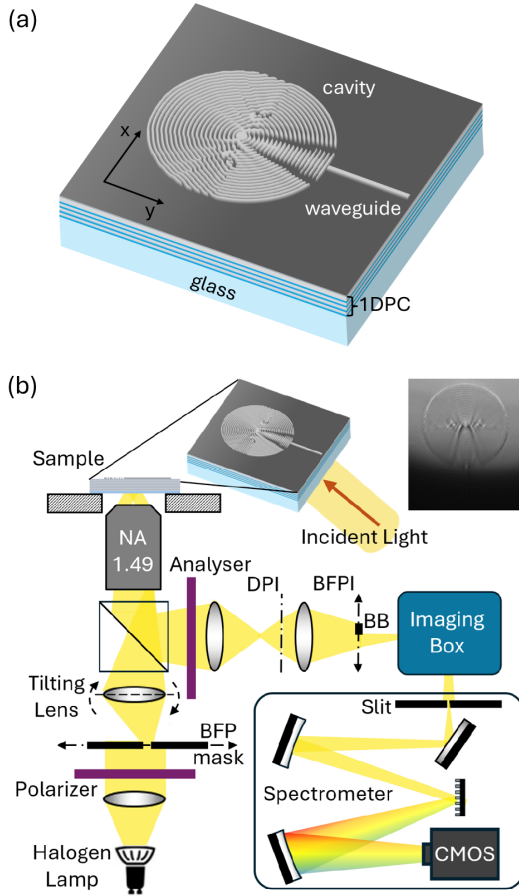 (a)
cavity
x
y
waveguide
glass
1DPC
(b)
Sample
NA
1.49
Incident Light
Analyser
DPI
BFPI
BB
Imaging
Box
Tilting
Lens
Slit
BFP
mask
Polarizer
Spectrometer
Halogen
Lamp
CMOS